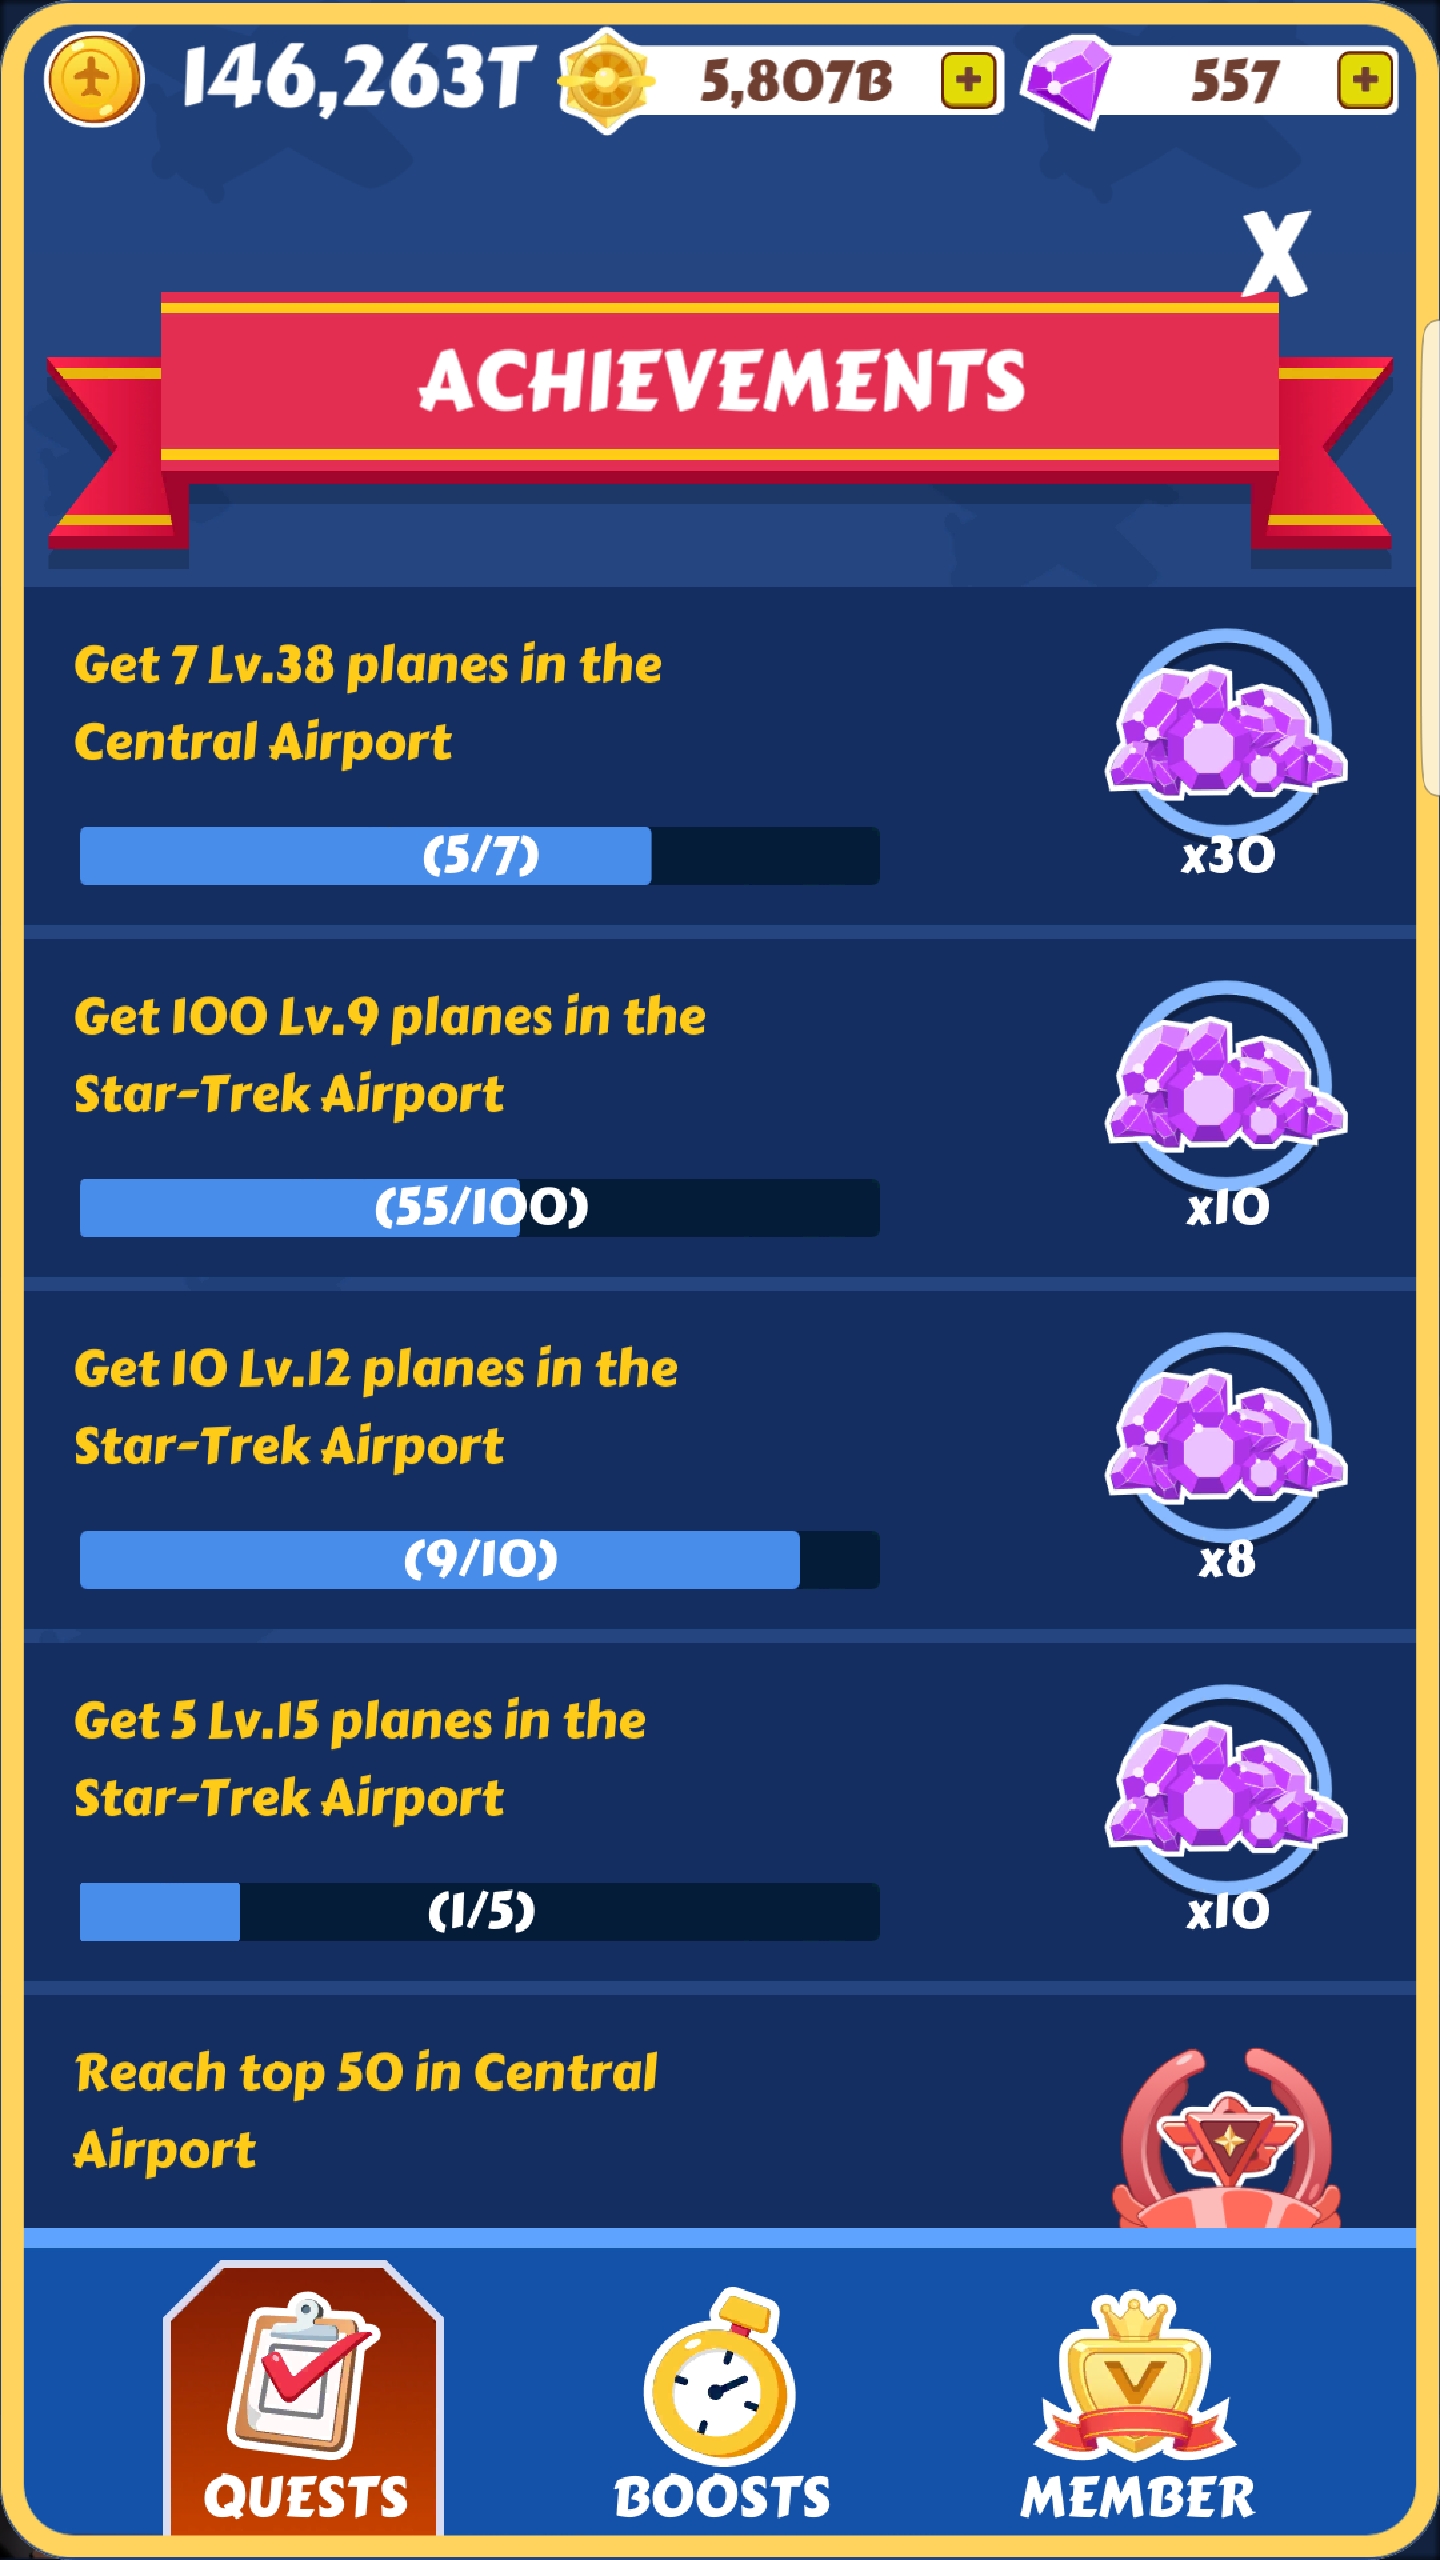 146,263T 5,807B + 557 +
X
ACHIEVEMENTS
Get 7 Lv.38 planes in the
Central Airport
(5/7)
x30
Get 100 Lv.9 planes in the
Star-Trek Airport
(55/100)
x10
Get 10 Lv.12 planes in the
Star-Trek Airport
(9/10)
x8
Get 5 Lv.15 planes in the
Star-Trek Airport
(1/5)
x10
Reach top 50 in Central
Airport
V
QUESTS BOOSTS MEMBER